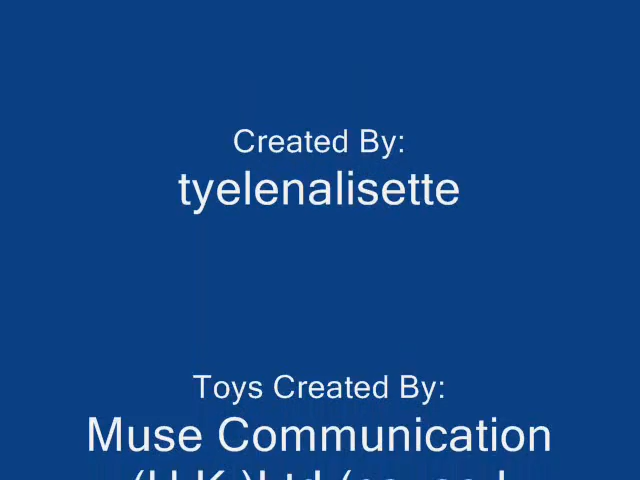 Created By:
tyelenalisette
Toys Created By:
Muse Communication